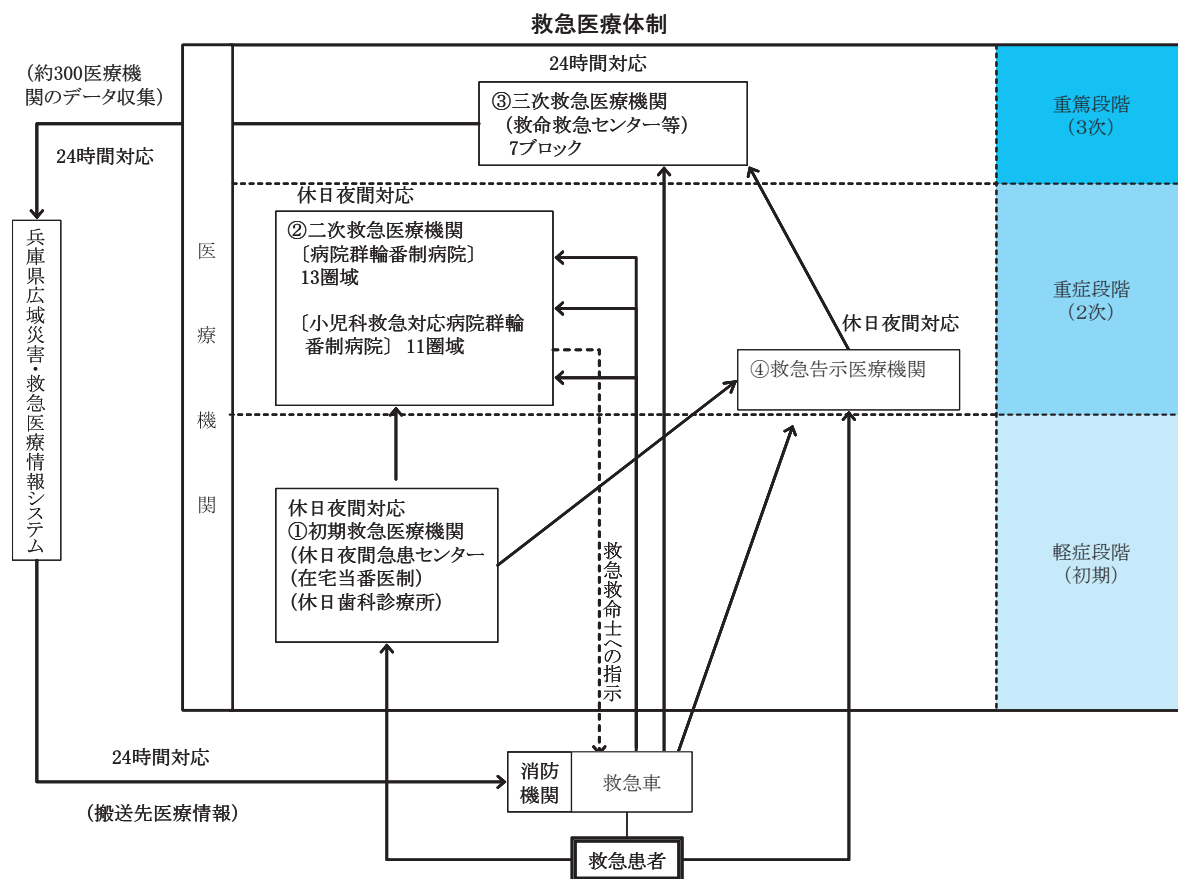 救急医療体制
(約300医療機
関のデータ収集)
24時間対応
兵庫県広域災害・救急医療情報システム
医療機関
24時間対応
③三次救急医療機関
(救命救急センター等)
7ブロック
重篤段階
(3次)
休日夜間対応
②二次救急医療機関
〔病院群輪番制病院〕
13圏域
〔小児科救急対応病院群輪
番制病院〕 11圏域
重症段階
(2次)
休日夜間対応
④救急告示医療機関
休日夜間対応
①初期救急医療機関
(休日夜間急患センター
(在宅当番医制)
(休日歯科診療所)
救急救命士への指示
軽症段階
(初期)
24時間対応
(搬送先医療情報)
消防
機関
救急車
救急患者